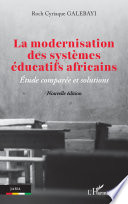 Roch Cyriaque GALEBAYI
La modernisation
des systèmes
éducatifs africains
Étude comparée et solutions
Nouvelle édition
L'Harmattan